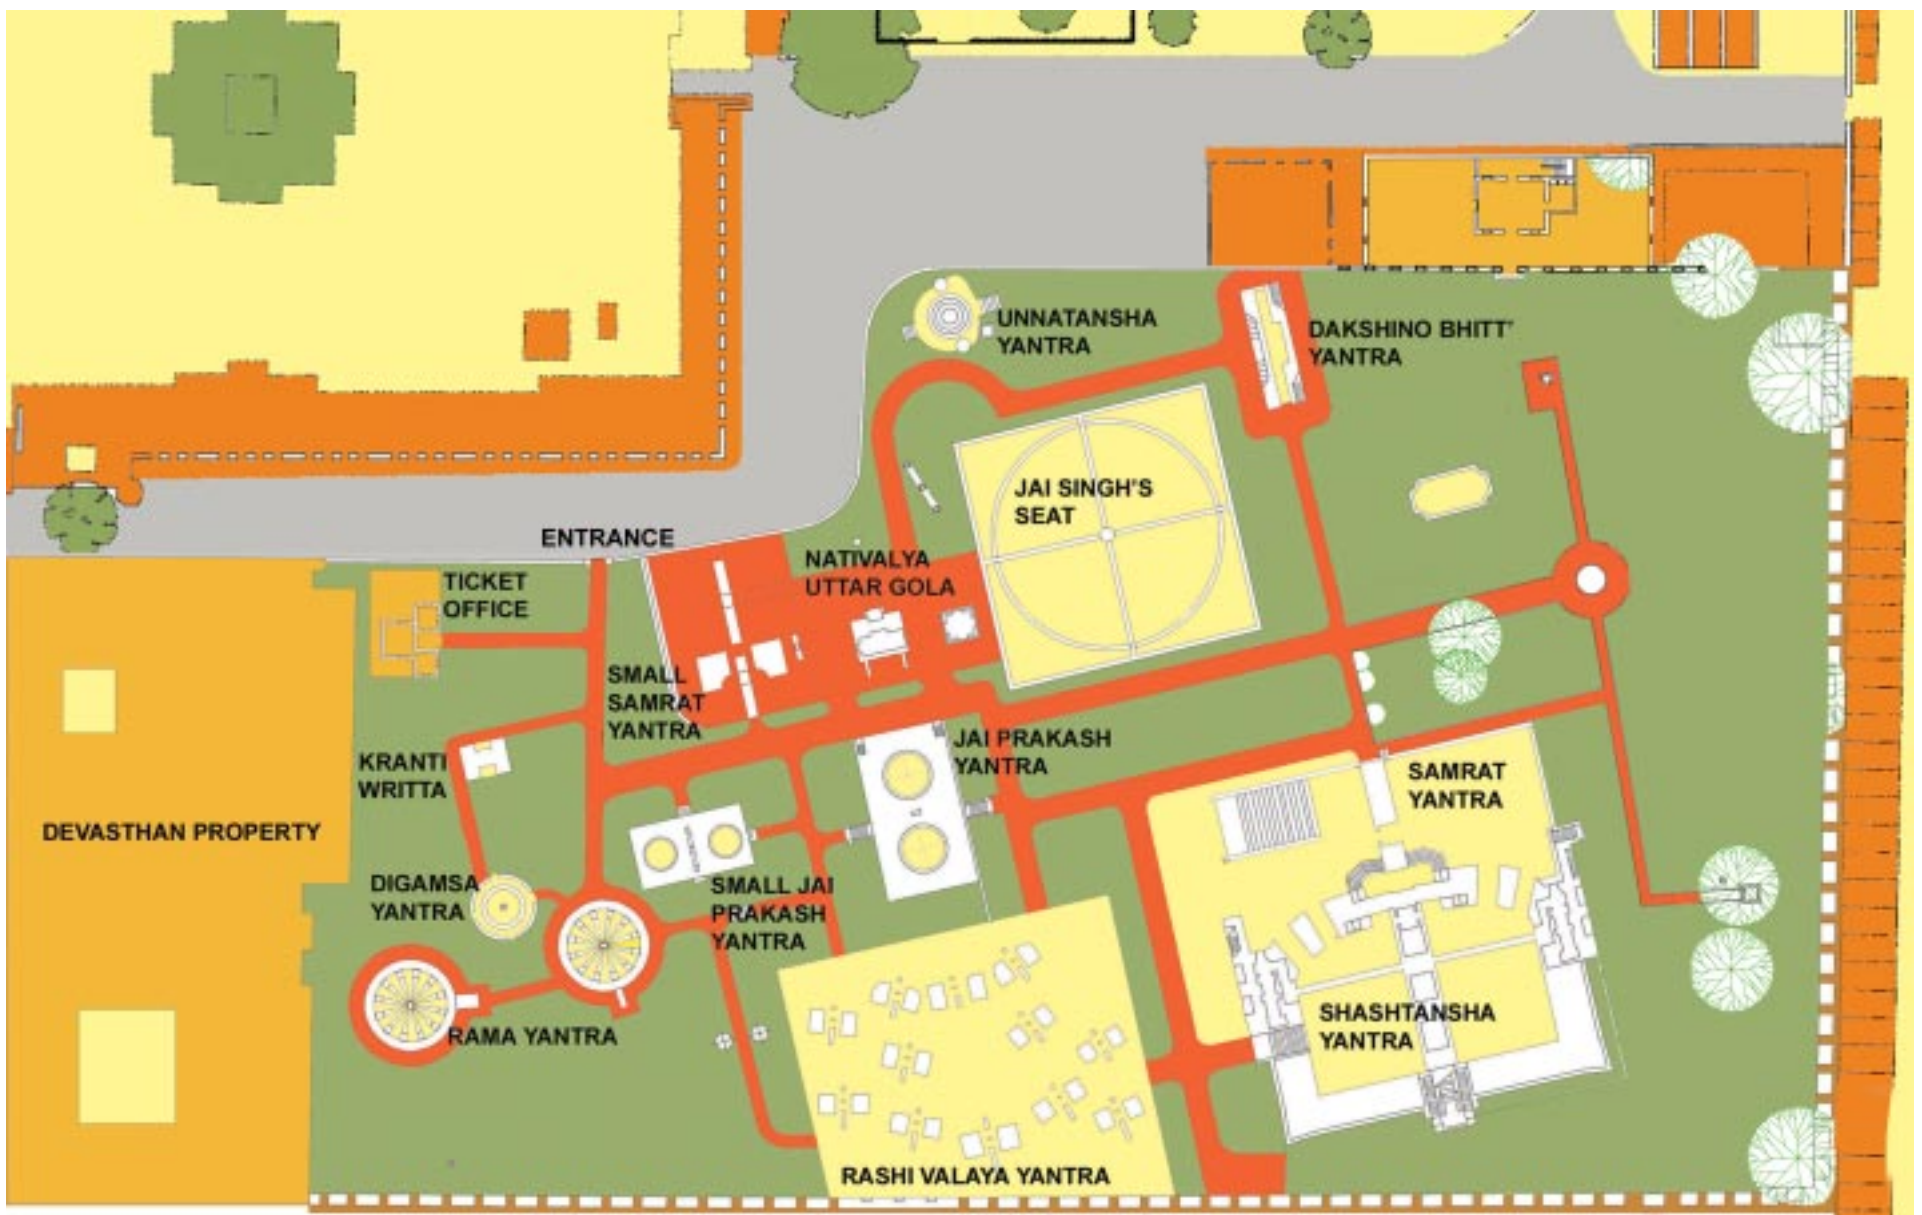 UNNATANSHA
YANTRA
DAKSHINO BHITT'
YANTRA
JAI SINGH'S
SEAT
ENTRANCE
NATIVALYA
UTTAR GOLA
TICKET
OFFICE
SMALL
SAMRAT
YANTRA
JAI PRAKASH
YANTRA
KRANTI
WRITTA
SAMRAT
YANTRA
DEVASTHAN PROPERTY
DIGAMSA
YANTRA
SMALL JAI
PRAKASH
YANTRA
SHASHTANSHA
YANTRA
RAMA YANTRA
RASHI VALAYA YANTRA